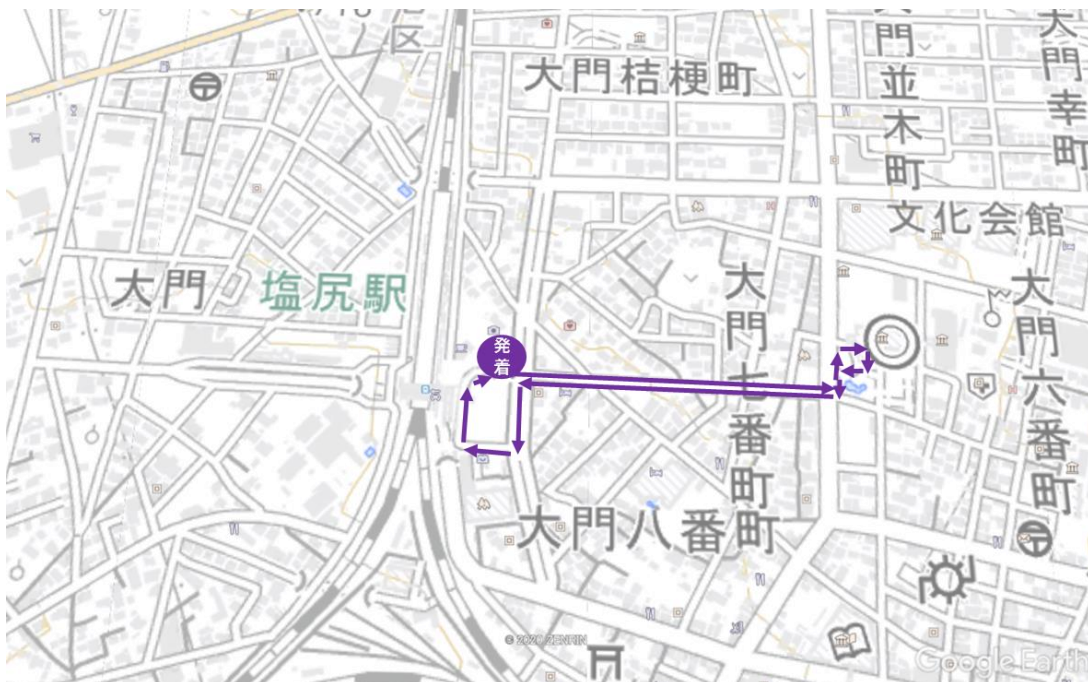 区
大門桔梗町
門並木町
大門幸町
文化会館
大門
塩尻駅
発
着
大門七番町
大門六番町
大門八番町
Google Earth